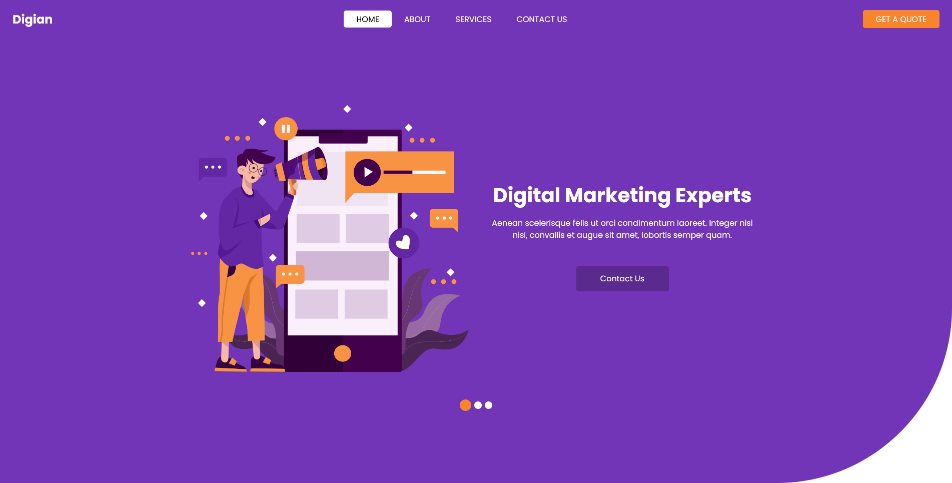 Digian
HOME
ABOUT
SERVICES
CONTACT US
GET A QUOTE
Digital Marketing Experts
Aenean scelerisque felis ut orci condimentum laoreet. Integer nisl
nisi, convallis et augue sit amet, lobortis semper quam.
Contact Us